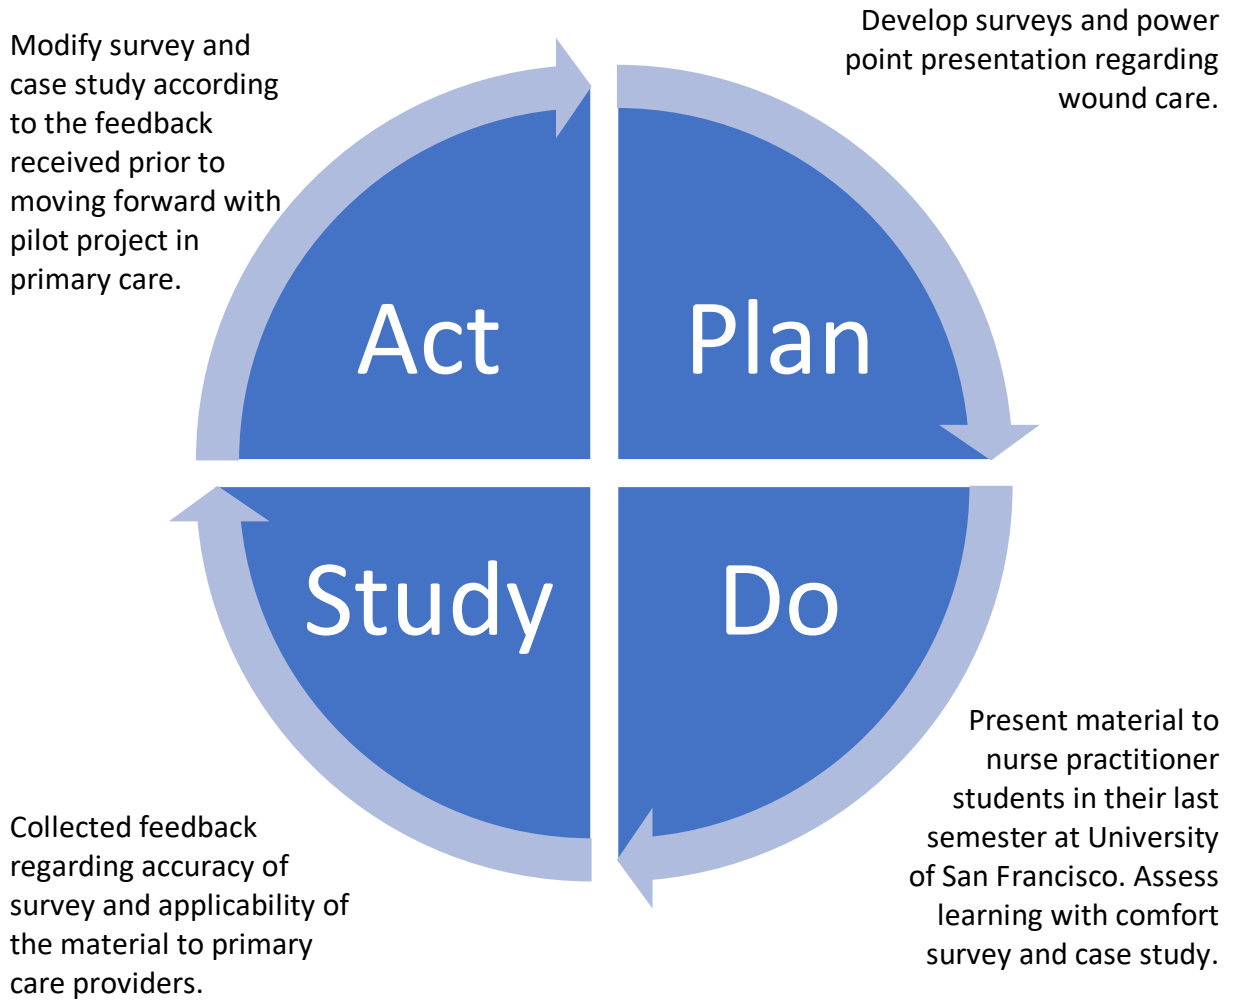 Modify survey and
case study according
to the feedback
received prior to
moving forward with
pilot project in
primary care.
Develop surveys and power
point presentation regarding
wound care.
Act
Plan
Study
Do
Collected feedback
regarding accuracy of
survey and applicability of
the material to primary
care providers.
Present material to
nurse practitioner
students in their last
semester at University
of San Francisco. Assess
learning with comfort
survey and case study.